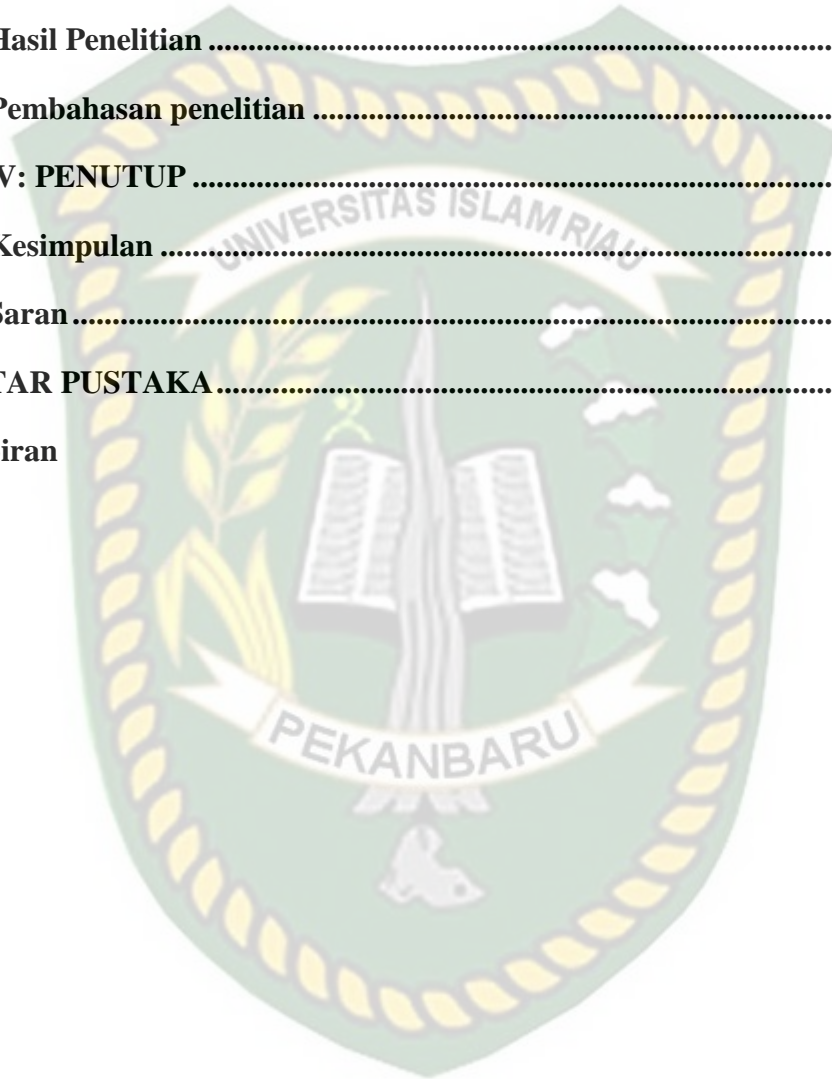 Hasil Penelitian ................................................................................
Pembahasan penelitian ...................................................................
V: PENUTUP ..................................................................................
UNIVERSITAS ISLAM RIAU
Kesimpulan ......................................................................................
Saran ................................................................................................
TAR PUSTAKA ...............................................................................
iran
PEKANBARU